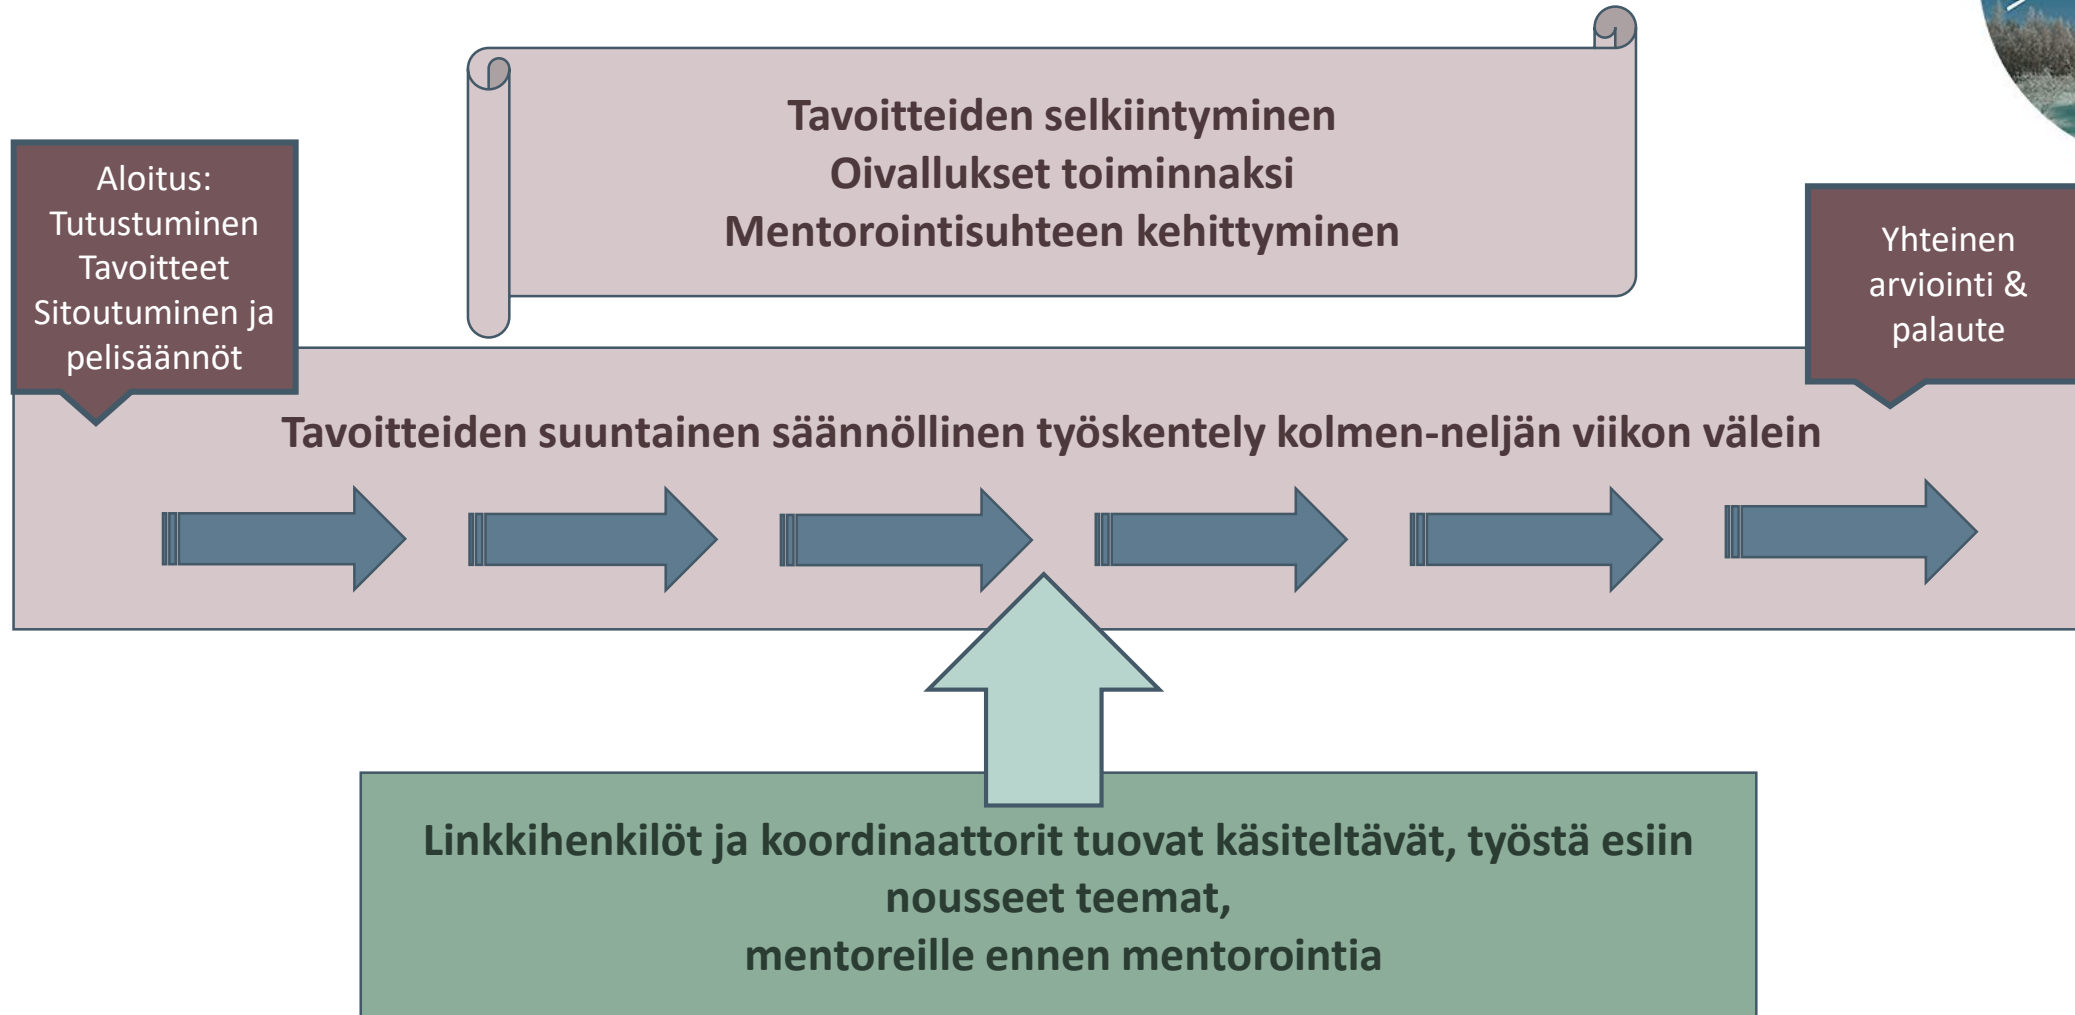 Tavoitteiden selkiintyminen
Oivallukset toiminnaksi
Mentorointisuhteen kehittyminen
Aloitus:
Tutustuminen
Tavoitteet
Sitoutuminen ja
pelisäännöt
Yhteinen
arviointi &
palaute
Tavoitteiden suuntainen säännöllinen työskentely kolmen-neljän viikon välein
Linkkihenkilöt ja koordinaattorit tuovat käsiteltävät, työstä esiin
nousseet teemat,
mentoreille ennen mentorointia